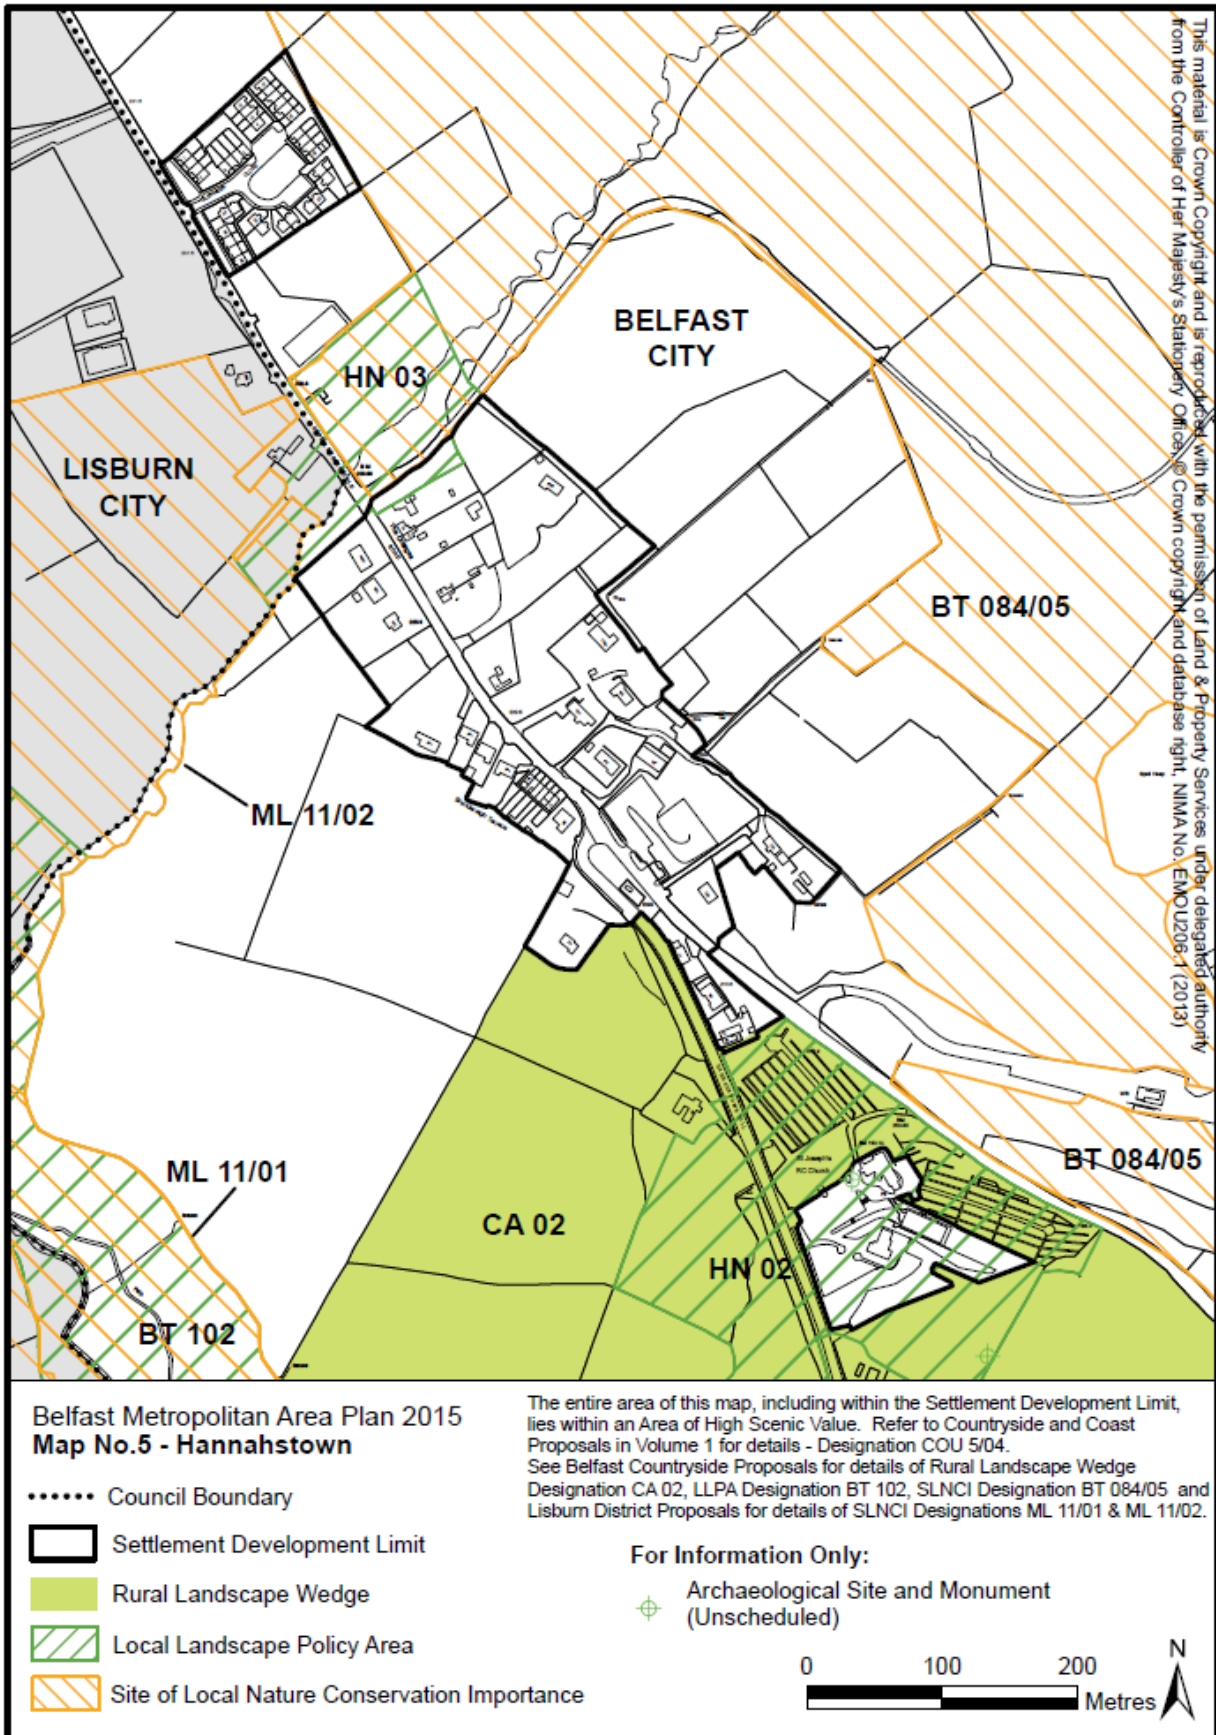 This material is Crown Copyright and is reproduced with the permission of Land & Property Services under delegated authority
from the Controller of Her Majesty's Stationery Office, © Crown copyright and database right, NIMA No. EMOU206.1 (2013)
BELFAST
CITY
HN 03
LISBURN
CITY
BT 084/05
ML 11/02
ML 11/01
BT 084/05
St Joseph's
RC Church
CA 02
HN 02
BT 102
Belfast Metropolitan Area Plan 2015
Map No.5 - Hannahstown
Council Boundary
Settlement Development Limit
Rural Landscape Wedge
Local Landscape Policy Area
Site of Local Nature Conservation Importance
The entire area of this map, including within the Settlement Development Limit,
lies within an Area of High Scenic Value. Refer to Countryside and Coast
Proposals in Volume 1 for details - Designation COU 5/04.
See Belfast Countryside Proposals for details of Rural Landscape Wedge
Designation CA 02, LLPA Designation BT 102, SLNCI Designation BT 084/05 and
Lisburn District Proposals for details of SLNCI Designations ML 11/01 & ML 11/02.
For Information Only:
Archaeological Site and Monument
(Unscheduled)
0 100 200
Metres
N